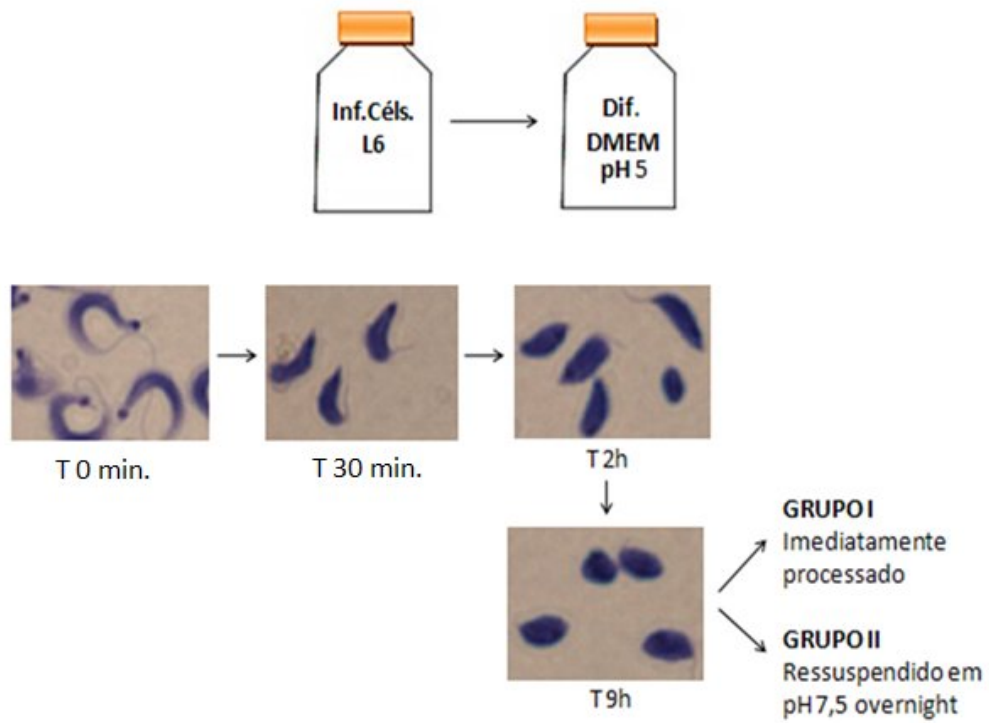 Inf.Céls.
L6
Dif.
DMEM
pH 5
T 0 min.
T 30 min.
T 2h
T 9h
GRUPO I
Imediatamente
processado
GRUPO II
Ressuspendido em
pH 7,5 overnight